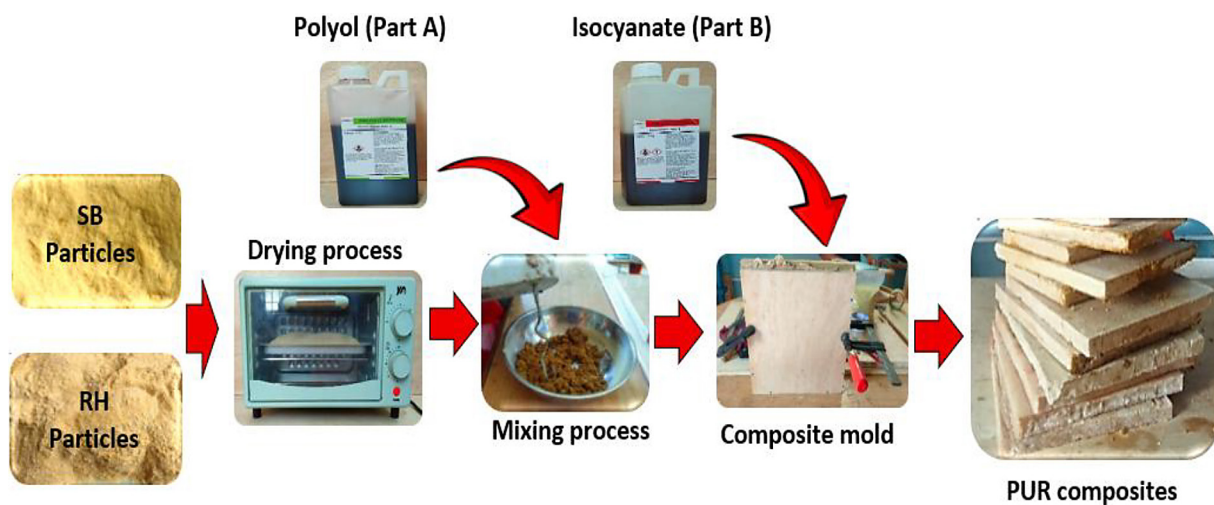 Polyol (Part A)
Isocyanate (Part B)
SB
Particles
Drying process
RH
Particles
Mixing process
Composite mold
PUR composites